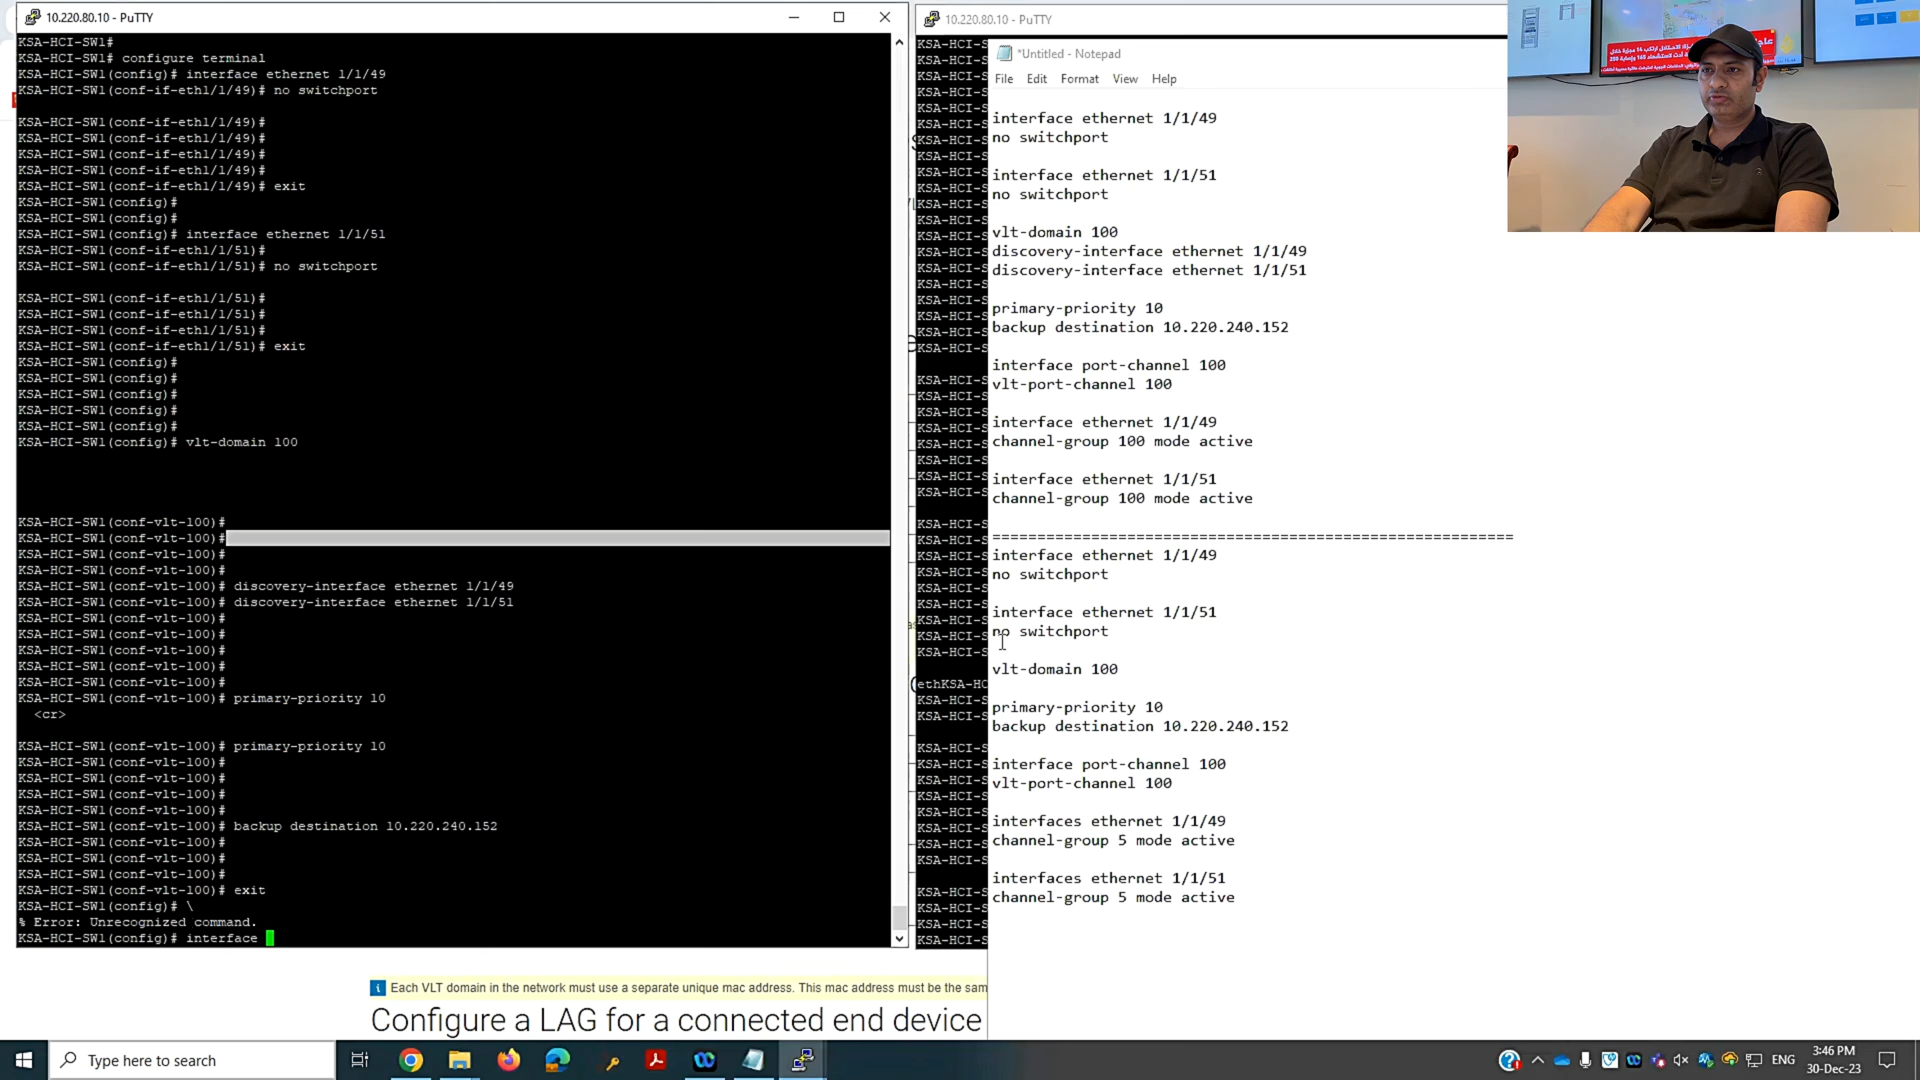 10.220.80.10 - PuTTY
KSA-HCI-SW1#
KSA-HCI-SW1# configure terminal
KSA-HCI-SW1(config)# interface ethernet 1/1/49
KSA-HCI-SW1(conf-if-eth1/1/49)# no switchport
KSA-HCI-SW1(conf-if-eth1/1/49)#
KSA-HCI-SW1(conf-if-eth1/1/49)#
KSA-HCI-SW1(conf-if-eth1/1/49)#
KSA-HCI-SW1(conf-if-eth1/1/49)#
KSA-HCI-SW1(conf-if-eth1/1/49)# exit
KSA-HCI-SW1(config)#
KSA-HCI-SW1(config)#
KSA-HCI-SW1(config)# interface ethernet 1/1/51
KSA-HCI-SW1(conf-if-eth1/1/51)#
KSA-HCI-SW1(conf-if-eth1/1/51)# no switchport
KSA-HCI-SW1(conf-if-eth1/1/51)#
KSA-HCI-SW1(conf-if-eth1/1/51)#
KSA-HCI-SW1(conf-if-eth1/1/51)#
KSA-HCI-SW1(conf-if-eth1/1/51)# exit
KSA-HCI-SW1(config)#
KSA-HCI-SW1(config)#
KSA-HCI-SW1(config)#
KSA-HCI-SW1(config)#
KSA-HCI-SW1(config)#
KSA-HCI-SW1(config)# vlt-domain 100
KSA-HCI-SW1(conf-vlt-100)#
KSA-HCI-SW1(conf-vlt-100)#
KSA-HCI-SW1(conf-vlt-100)#
KSA-HCI-SW1(conf-vlt-100)#
KSA-HCI-SW1(conf-vlt-100)# discovery-interface ethernet 1/1/49
KSA-HCI-SW1(conf-vlt-100)# discovery-interface ethernet 1/1/51
KSA-HCI-SW1(conf-vlt-100)#
KSA-HCI-SW1(conf-vlt-100)#
KSA-HCI-SW1(conf-vlt-100)#
KSA-HCI-SW1(conf-vlt-100)#
KSA-HCI-SW1(conf-vlt-100)#
KSA-HCI-SW1(conf-vlt-100)# primary-priority 10
<cr>
KSA-HCI-SW1(conf-vlt-100)# primary-priority 10
KSA-HCI-SW1(conf-vlt-100)#
KSA-HCI-SW1(conf-vlt-100)#
KSA-HCI-SW1(conf-vlt-100)#
KSA-HCI-SW1(conf-vlt-100)#
KSA-HCI-SW1(conf-vlt-100)# backup destination 10.220.240.152
KSA-HCI-SW1(conf-vlt-100)#
KSA-HCI-SW1(conf-vlt-100)#
KSA-HCI-SW1(conf-vlt-100)#
KSA-HCI-SW1(conf-vlt-100)# exit
KSA-HCI-SW1(config)# \
% Error: Unrecognized command.
KSA-HCI-SW1(config)# interface
10.220.80.10 - PuTTY
*Untitled - Notepad
File Edit Format View Help
interface ethernet 1/1/49
no switchport
interface ethernet 1/1/51
no switchport
vlt-domain 100
discovery-interface ethernet 1/1/49
discovery-interface ethernet 1/1/51
primary-priority 10
backup destination 10.220.240.152
interface port-channel 100
vlt-port-channel 100
interface ethernet 1/1/49
channel-group 100 mode active
interface ethernet 1/1/51
channel-group 100 mode active
==========================================================
interface ethernet 1/1/49
no switchport
interface ethernet 1/1/51
no switchport
vlt-domain 100
primary-priority 10
backup destination 10.220.240.152
interface port-channel 100
vlt-port-channel 100
interfaces ethernet 1/1/49
channel-group 5 mode active
interfaces ethernet 1/1/51
channel-group 5 mode active
Each VLT domain in the network must use a separate unique mac address. This mac address must be the sam
Configure a LAG for a connected end device
Type here to search
ENG
3:46 PM
30-Dec-23